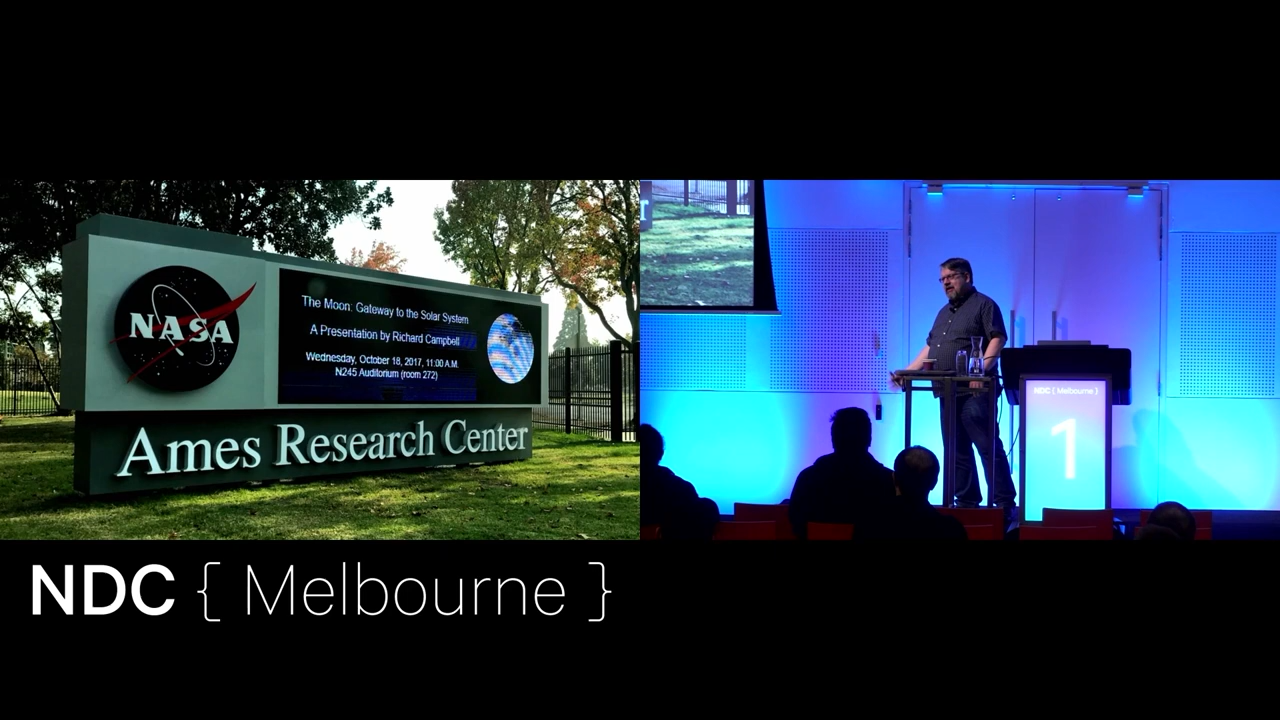 NASA
The Moon: Gateway to the Solar System
A Presentation by Richard Campbell
Wednesday, October 18, 2017, 11:00 A.M.
N245 Auditorium (room 272)
Ames Research Center
NDC { Melbourne }
1
NDC { Melbourne }